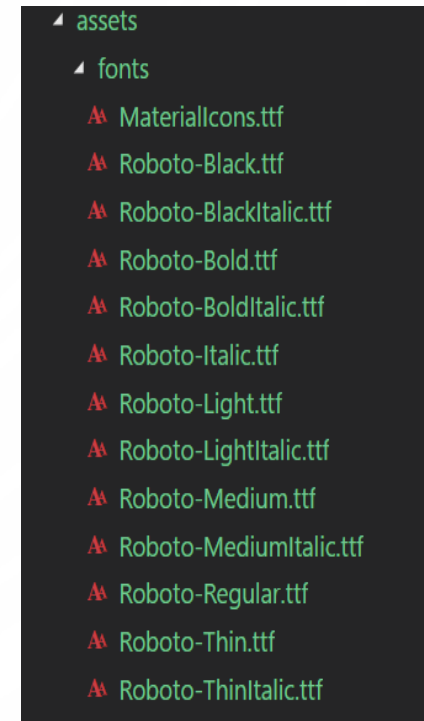 assets
fonts
MaterialIcons.ttf
Roboto-Black.ttf
Roboto-BlackItalic.ttf
Roboto-Bold.ttf
Roboto-BoldItalic.ttf
Roboto-Italic.ttf
Roboto-Light.ttf
Roboto-LightItalic.ttf
Roboto-Medium.ttf
Roboto-MediumItalic.ttf
Roboto-Regular.ttf
Roboto-Thin.ttf
Roboto-ThinItalic.ttf